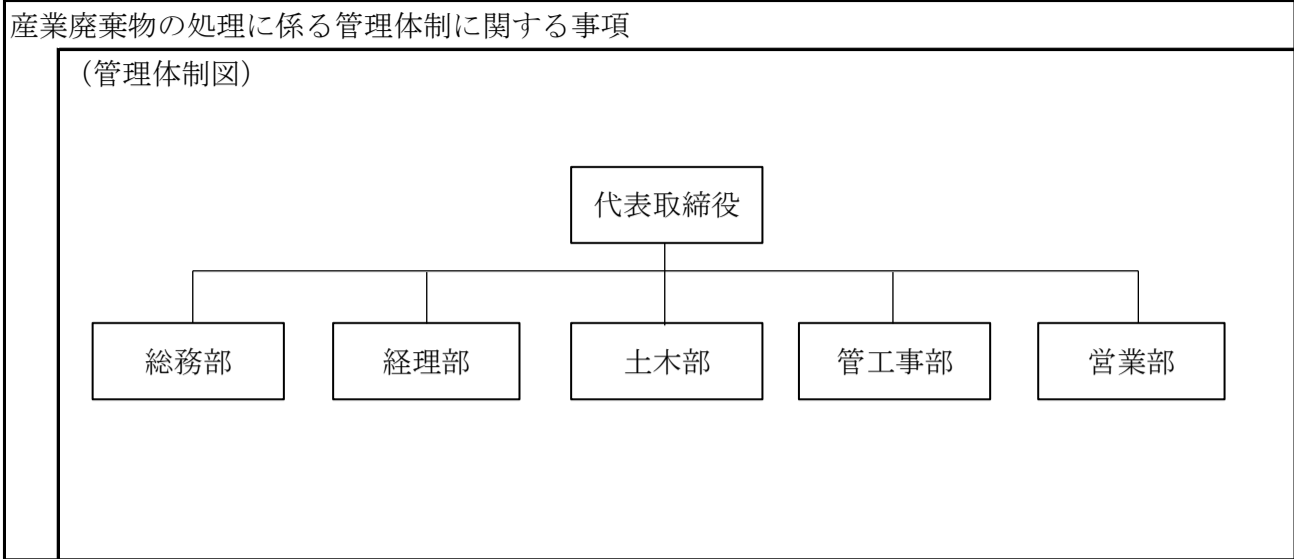 産業廃棄物の処理に係る管理体制に関する事項
（管理体制図）
代表取締役
総務部
経理部
土木部
管工事部
営業部